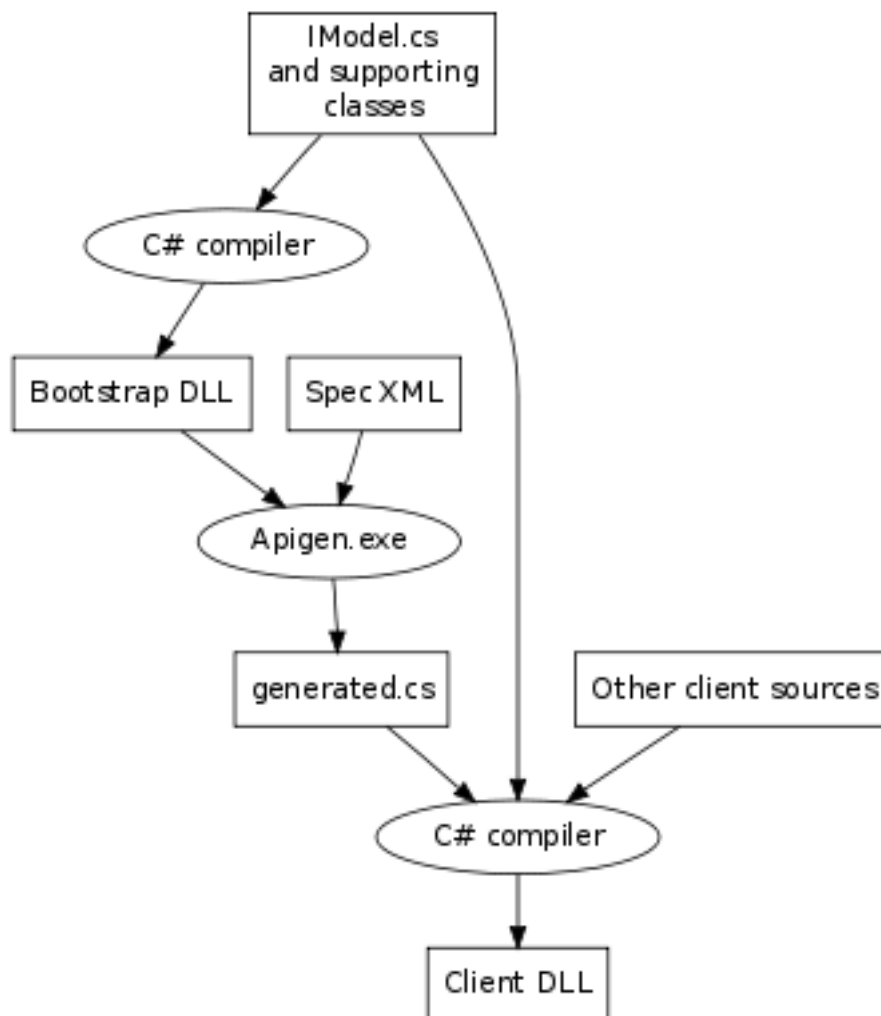 IModel.cs
and supporting
classes
C# compiler
Bootstrap DLL
Spec XML
Apigen.exe
generated.cs
Other client sources
C# compiler
Client DLL